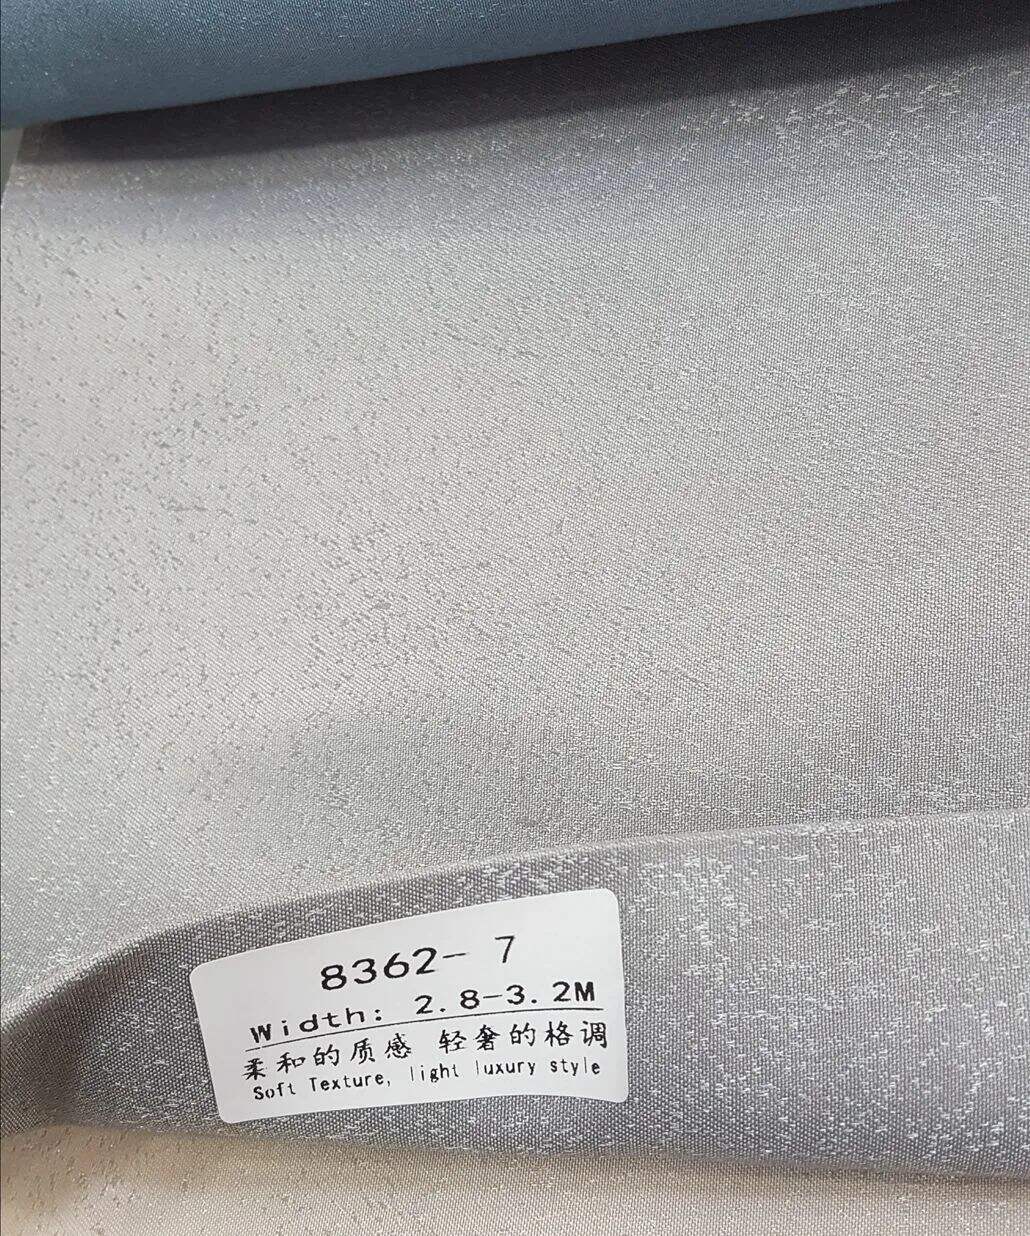 8362- 7
Width: 2.8-3.2M
柔和的质感 轻奢的格调
Soft Texture, light luxury style